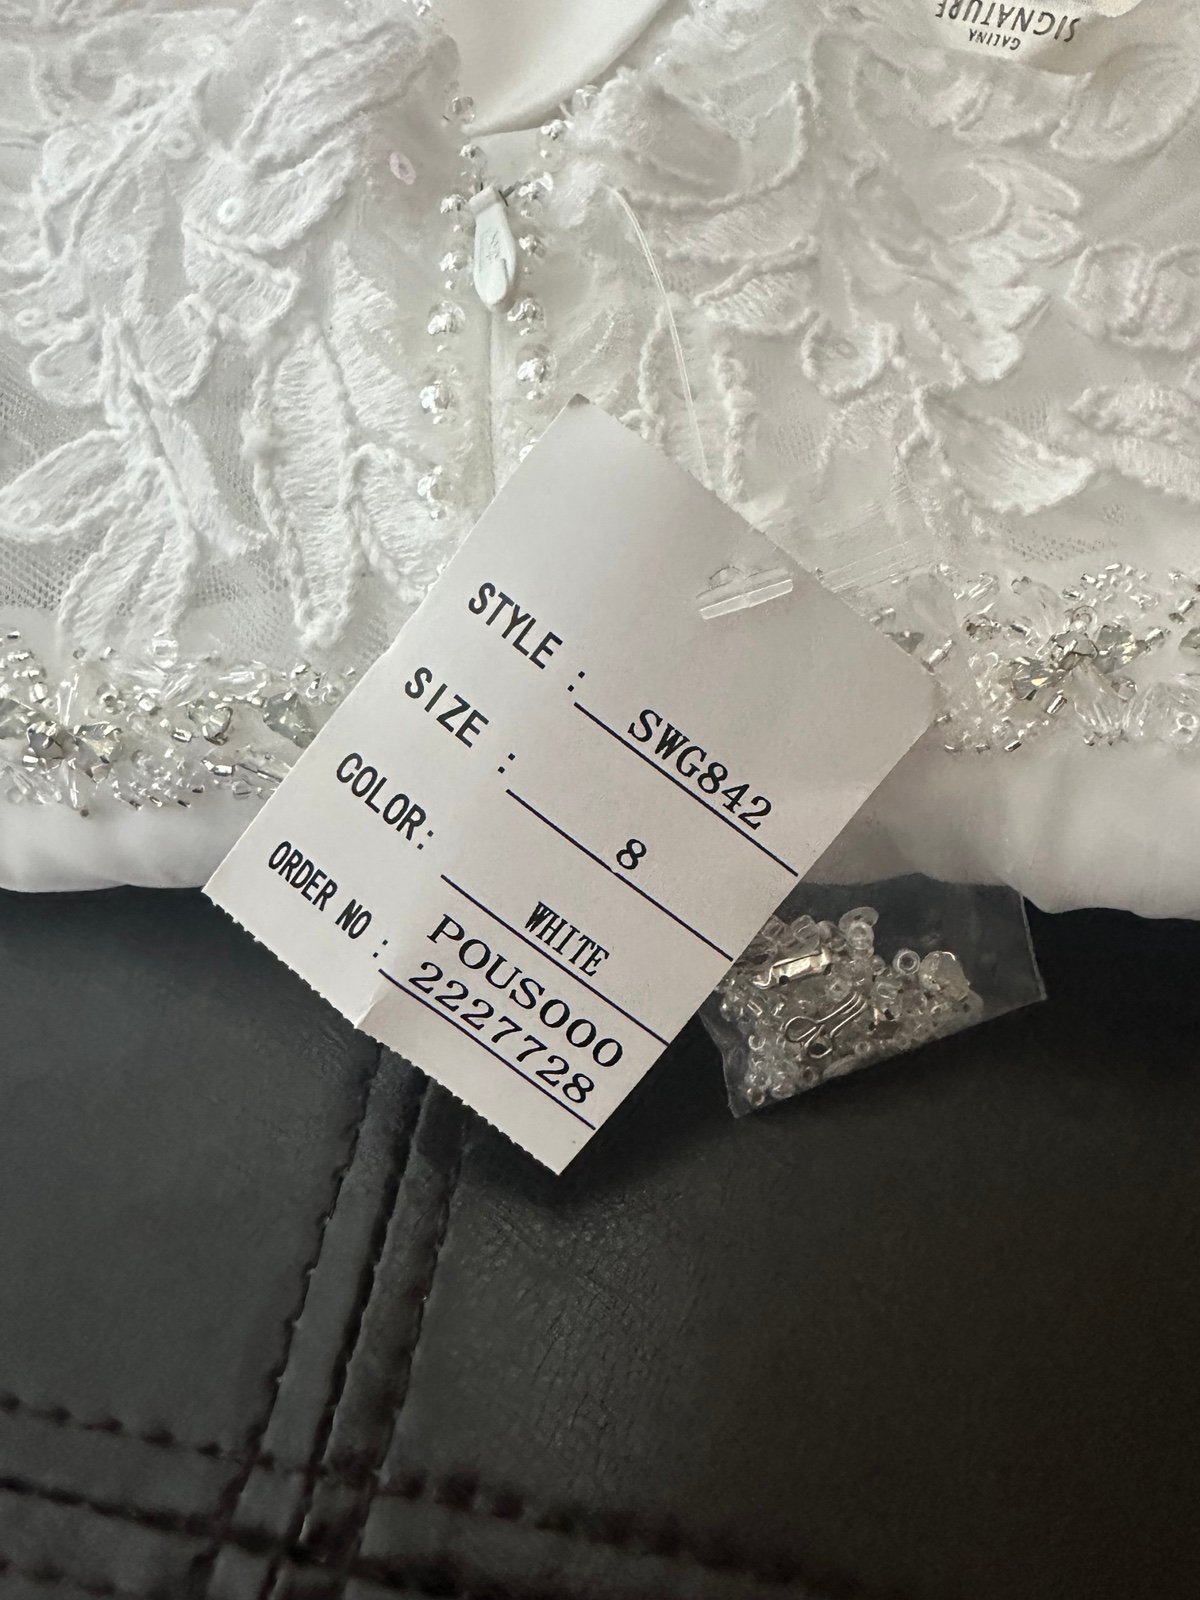 GALINA
SIGNATURE
STYLE : SWG842
SIZE : 8
COLOR: WHITE
ORDER NO : POUS000
2227728